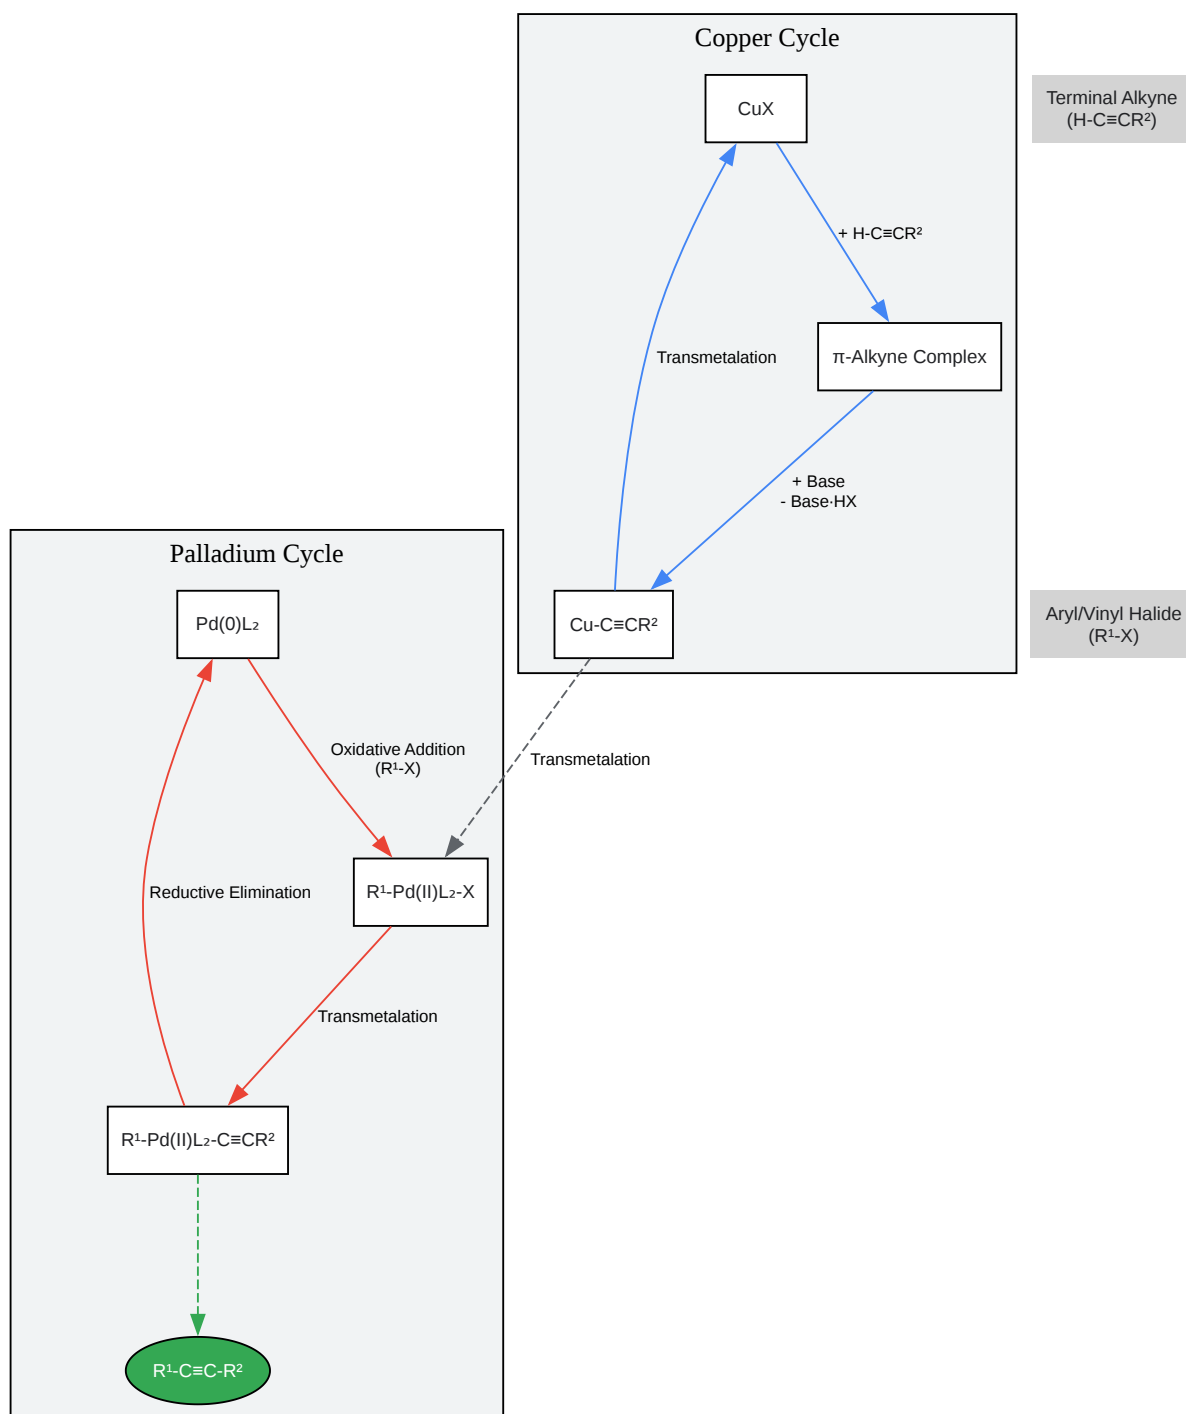 Copper Cycle
CuX
Terminal Alkyne
(H-C≡CR²)
+ H-C≡CR²
Transmetalation
π-Alkyne Complex
+ Base
- Base·HX
Cu-C≡CR²
Aryl/Vinyl Halide
(R¹-X)
Palladium Cycle
Pd(0)L₂
Oxidative Addition
(R¹-X)
Transmetalation
Reductive Elimination
R¹-Pd(II)L₂-X
Transmetalation
R¹-Pd(II)L₂-C≡CR²
R¹-C≡C-R²